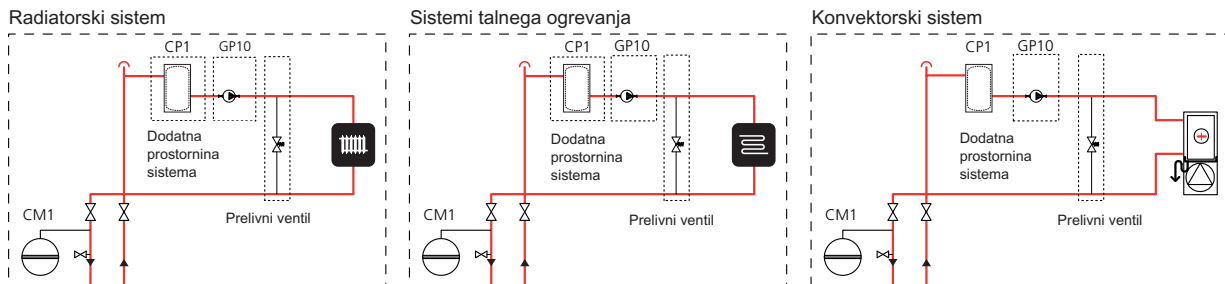 Radiatorski sistem
CP1
GP10
Dodatna
prostornina
sistema
CM1
Prelivni ventil
Sistemi talnega ogrevanja
CP1
GP10
Dodatna
prostornina
sistema
CM1
Prelivni ventil
Konvektorski sistem
CP1
GP10
Dodatna
prostornina
sistema
CM1
Prelivni ventil